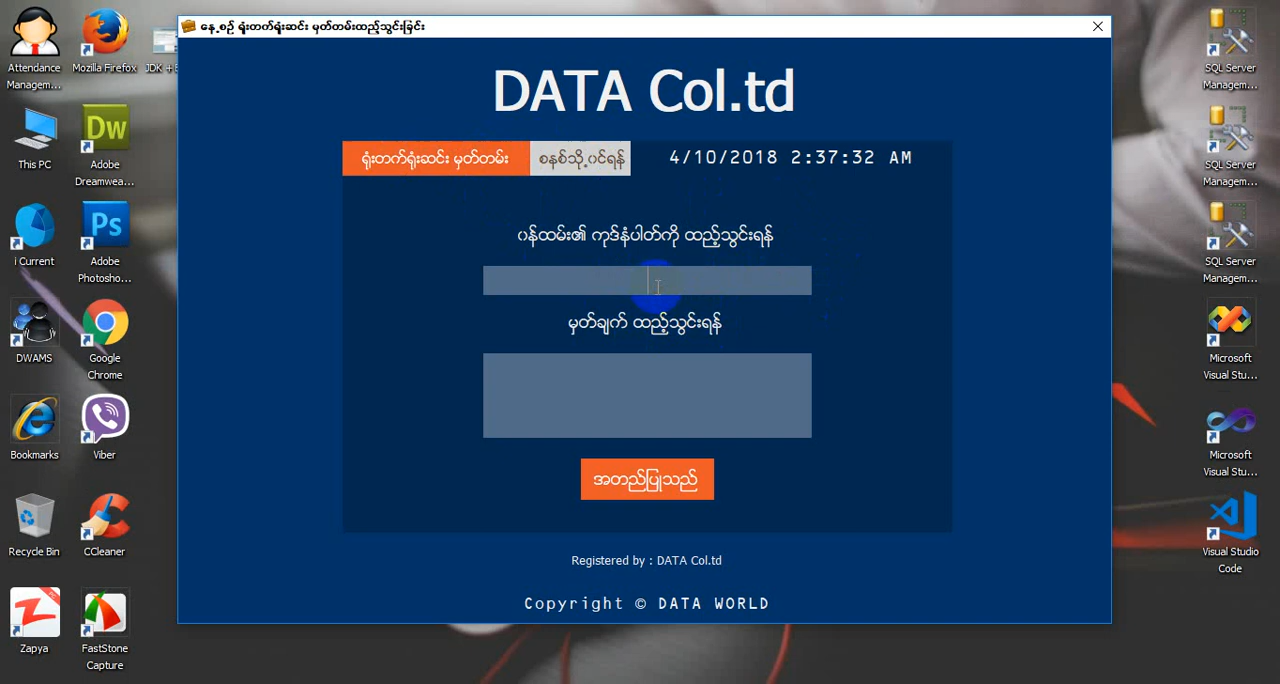 နေ့စဉ် ရုံးတက်ရုံးဆင်း မှတ်တမ်းထည့်သွင်းခြင်း
DATA Col.td
ရုံးတက်ရုံးဆင်း မှတ်တမ်း
စနစ်သို့ဝင်ရန်
4/10/2018 2:37:32 AM
ဝန်ထမ်း၏ ကုဒ်နံပါတ်ကို ထည့်သွင်းရန်
မှတ်ချက် ထည့်သွင်းရန်
အတည်ပြုသည်
Registered by : DATA Col.td
Copyright © DATA WORLD
Attendance
Managem...
Mozilla Firefox
This PC
Adobe
Dreamwea...
i Current
Adobe
Photosho...
DWAMS
Google
Chrome
Bookmarks
Viber
Recycle Bin
CCleaner
Zapya
FastStone
Capture
SQL Server
Managem...
SQL Server
Managem...
SQL Server
Managem...
Microsoft
Visual Stu...
Microsoft
Visual Stu...
Visual Studio
Code
Dw
Ps